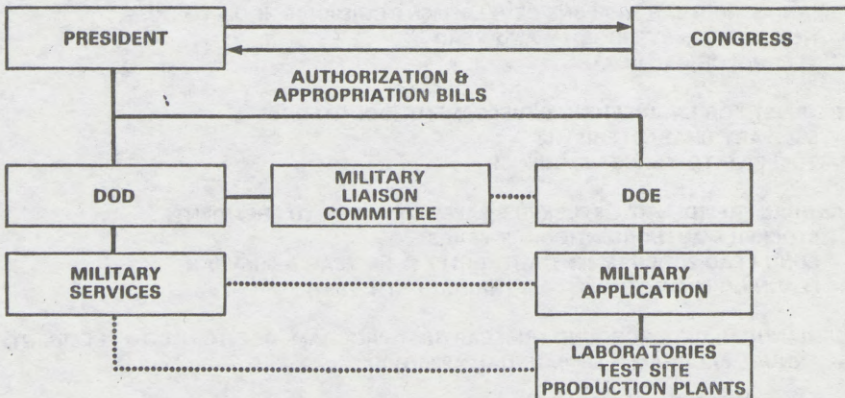 PRESIDENT
CONGRESS
AUTHORIZATION &
APPROPRIATION BILLS
DOD
MILITARY
LIAISON
COMMITTEE
DOE
MILITARY
SERVICES
MILITARY
APPLICATION
LABORATORIES
TEST SITE
PRODUCTION PLANTS